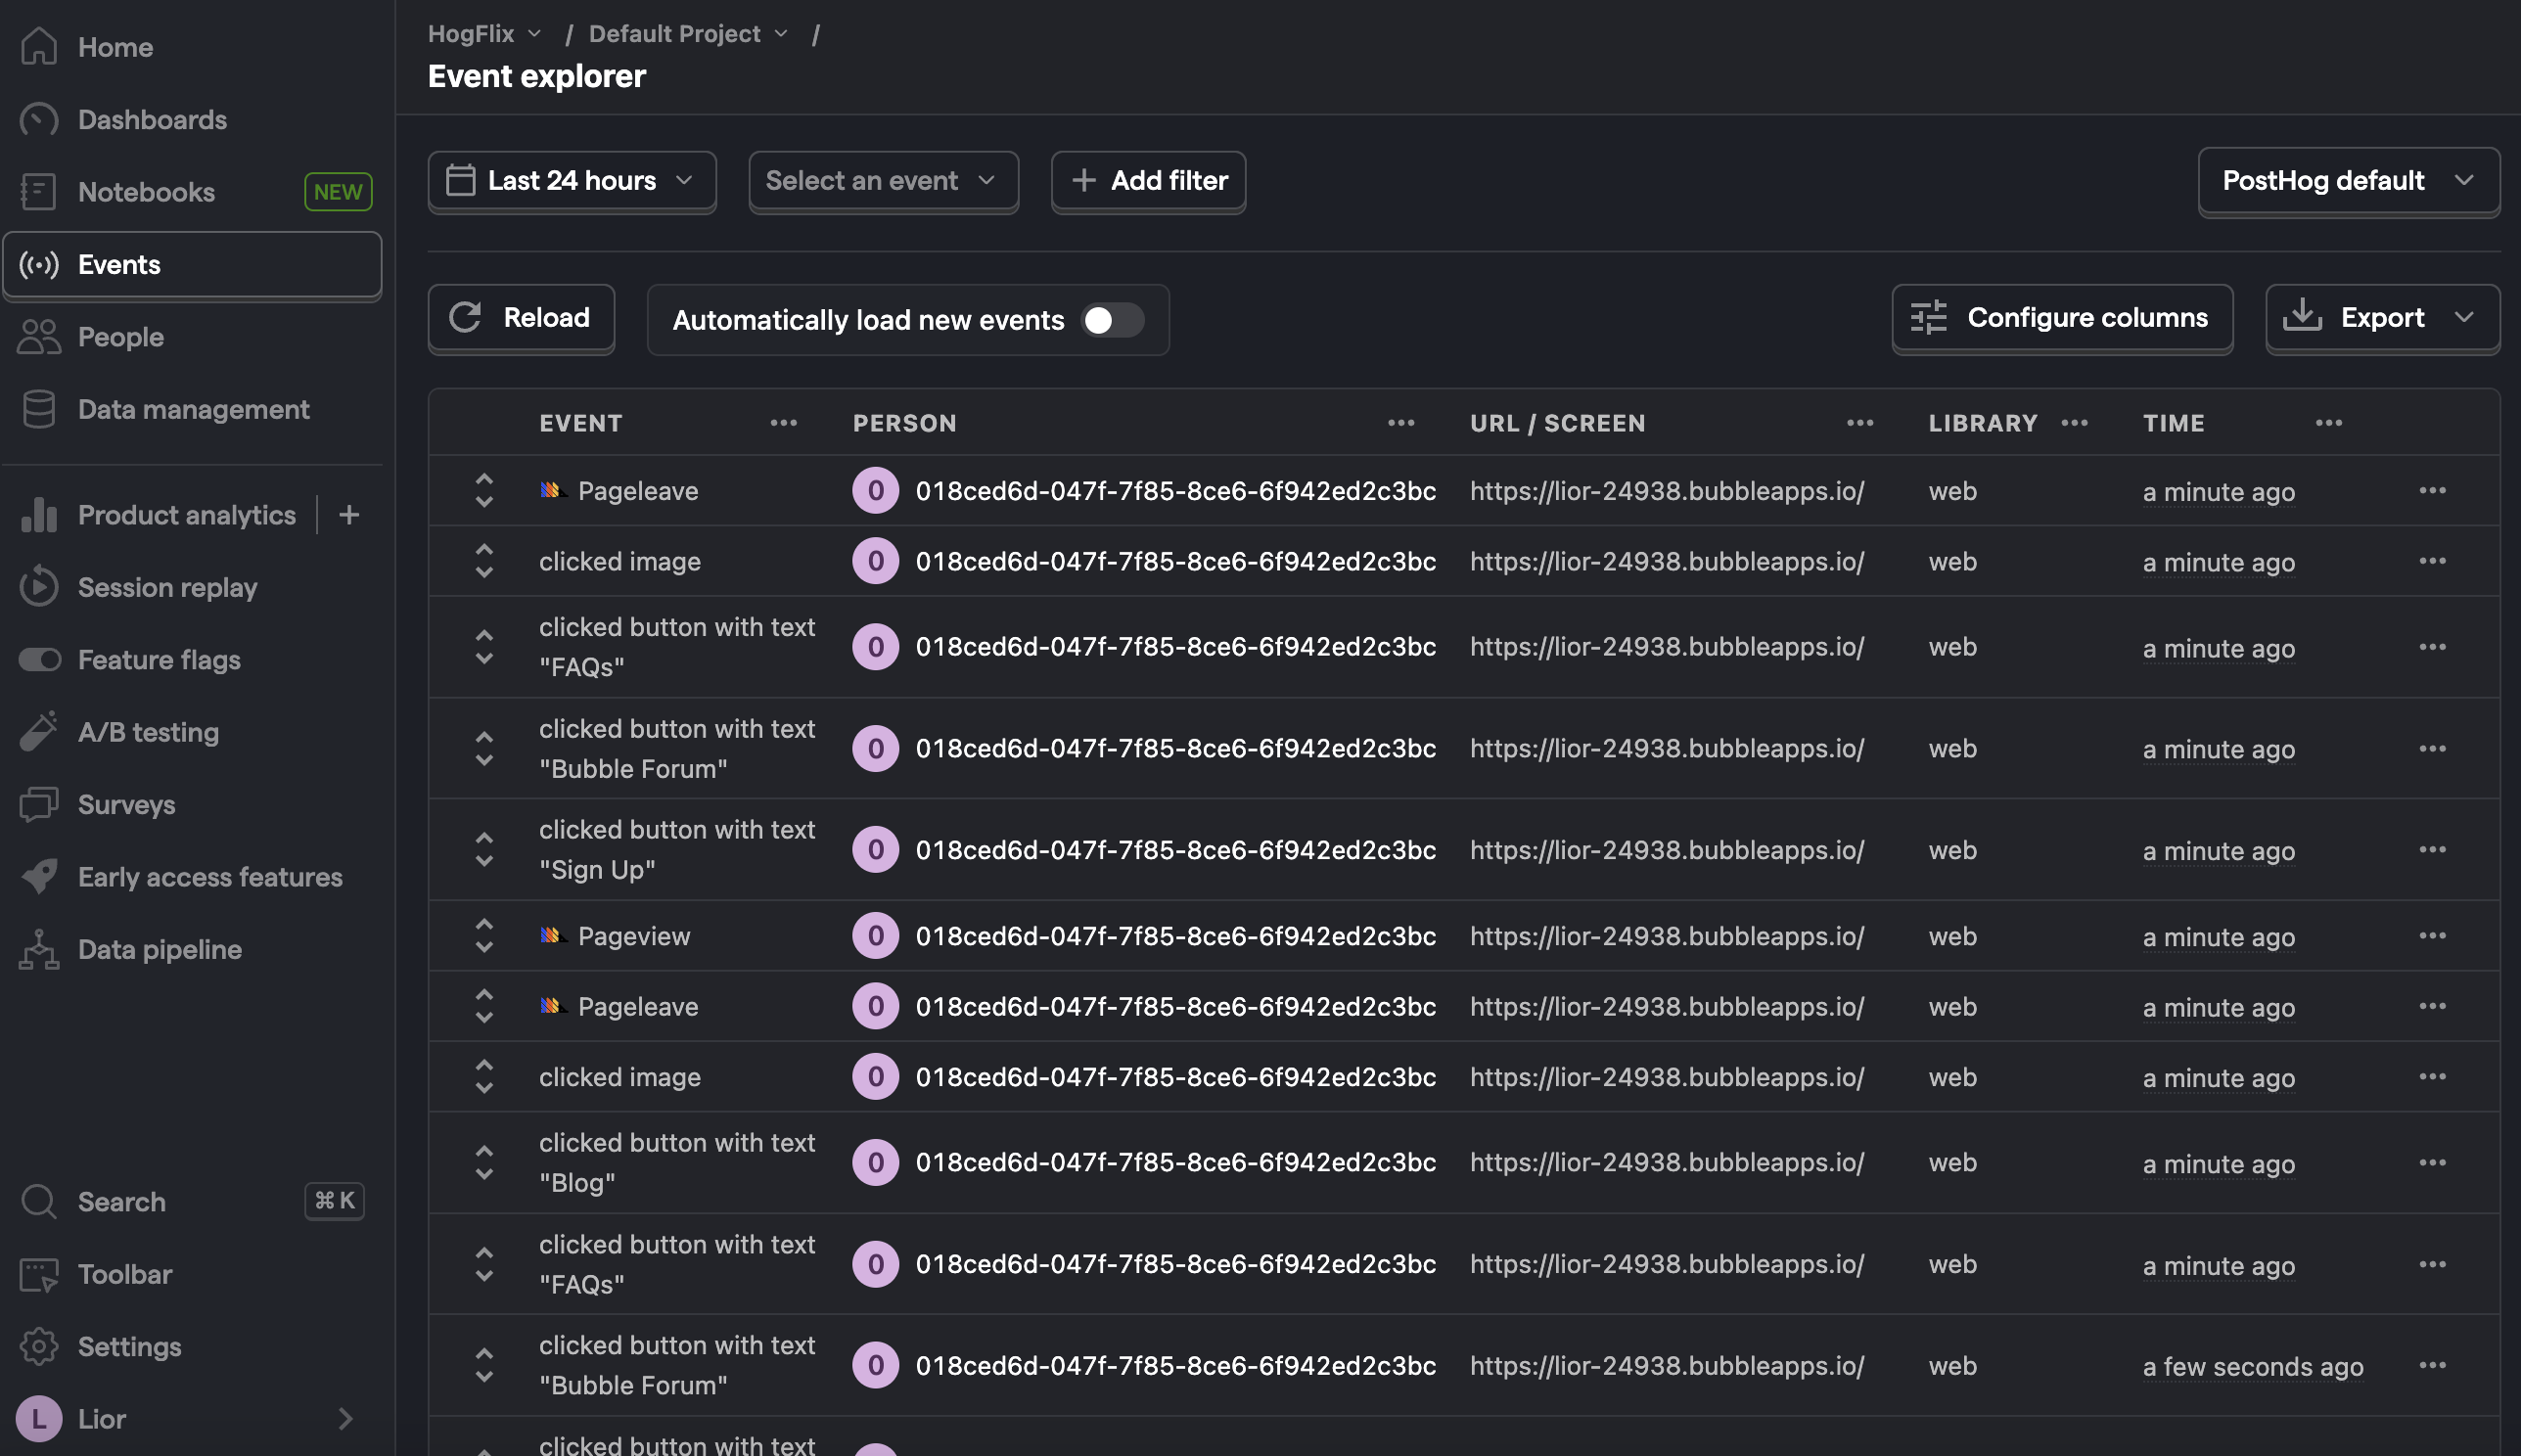 Home
Dashboards
Notebooks NEW
Events
People
Data management
Product analytics
Session replay
Feature flags
A/B testing
Surveys
Early access features
Data pipeline
Search ⌘ K
Toolbar
Settings
L Lior
HogFlix / Default Project /
Event explorer
Last 24 hours Select an event Add filter PostHog default
Reload Automatically load new events Configure columns Export
EVENT PERSON URL / SCREEN LIBRARY TIME
Pageleave 0 018ced6d-047f-7f85-8ce6-6f942ed2c3bc https://lior-24938.bubbleapps.io/ web a minute ago
clicked image 0 018ced6d-047f-7f85-8ce6-6f942ed2c3bc https://lior-24938.bubbleapps.io/ web a minute ago
clicked button with text
"FAQs" 0 018ced6d-047f-7f85-8ce6-6f942ed2c3bc https://lior-24938.bubbleapps.io/ web a minute ago
clicked button with text
"Bubble Forum" 0 018ced6d-047f-7f85-8ce6-6f942ed2c3bc https://lior-24938.bubbleapps.io/ web a minute ago
clicked button with text
"Sign Up" 0 018ced6d-047f-7f85-8ce6-6f942ed2c3bc https://lior-24938.bubbleapps.io/ web a minute ago
Pageview 0 018ced6d-047f-7f85-8ce6-6f942ed2c3bc https://lior-24938.bubbleapps.io/ web a minute ago
Pageleave 0 018ced6d-047f-7f85-8ce6-6f942ed2c3bc https://lior-24938.bubbleapps.io/ web a minute ago
clicked image 0 018ced6d-047f-7f85-8ce6-6f942ed2c3bc https://lior-24938.bubbleapps.io/ web a minute ago
clicked button with text
"Blog" 0 018ced6d-047f-7f85-8ce6-6f942ed2c3bc https://lior-24938.bubbleapps.io/ web a minute ago
clicked button with text
"FAQs" 0 018ced6d-047f-7f85-8ce6-6f942ed2c3bc https://lior-24938.bubbleapps.io/ web a minute ago
clicked button with text
"Bubble Forum" 0 018ced6d-047f-7f85-8ce6-6f942ed2c3bc https://lior-24938.bubbleapps.io/ web a few seconds ago
clicked button with text